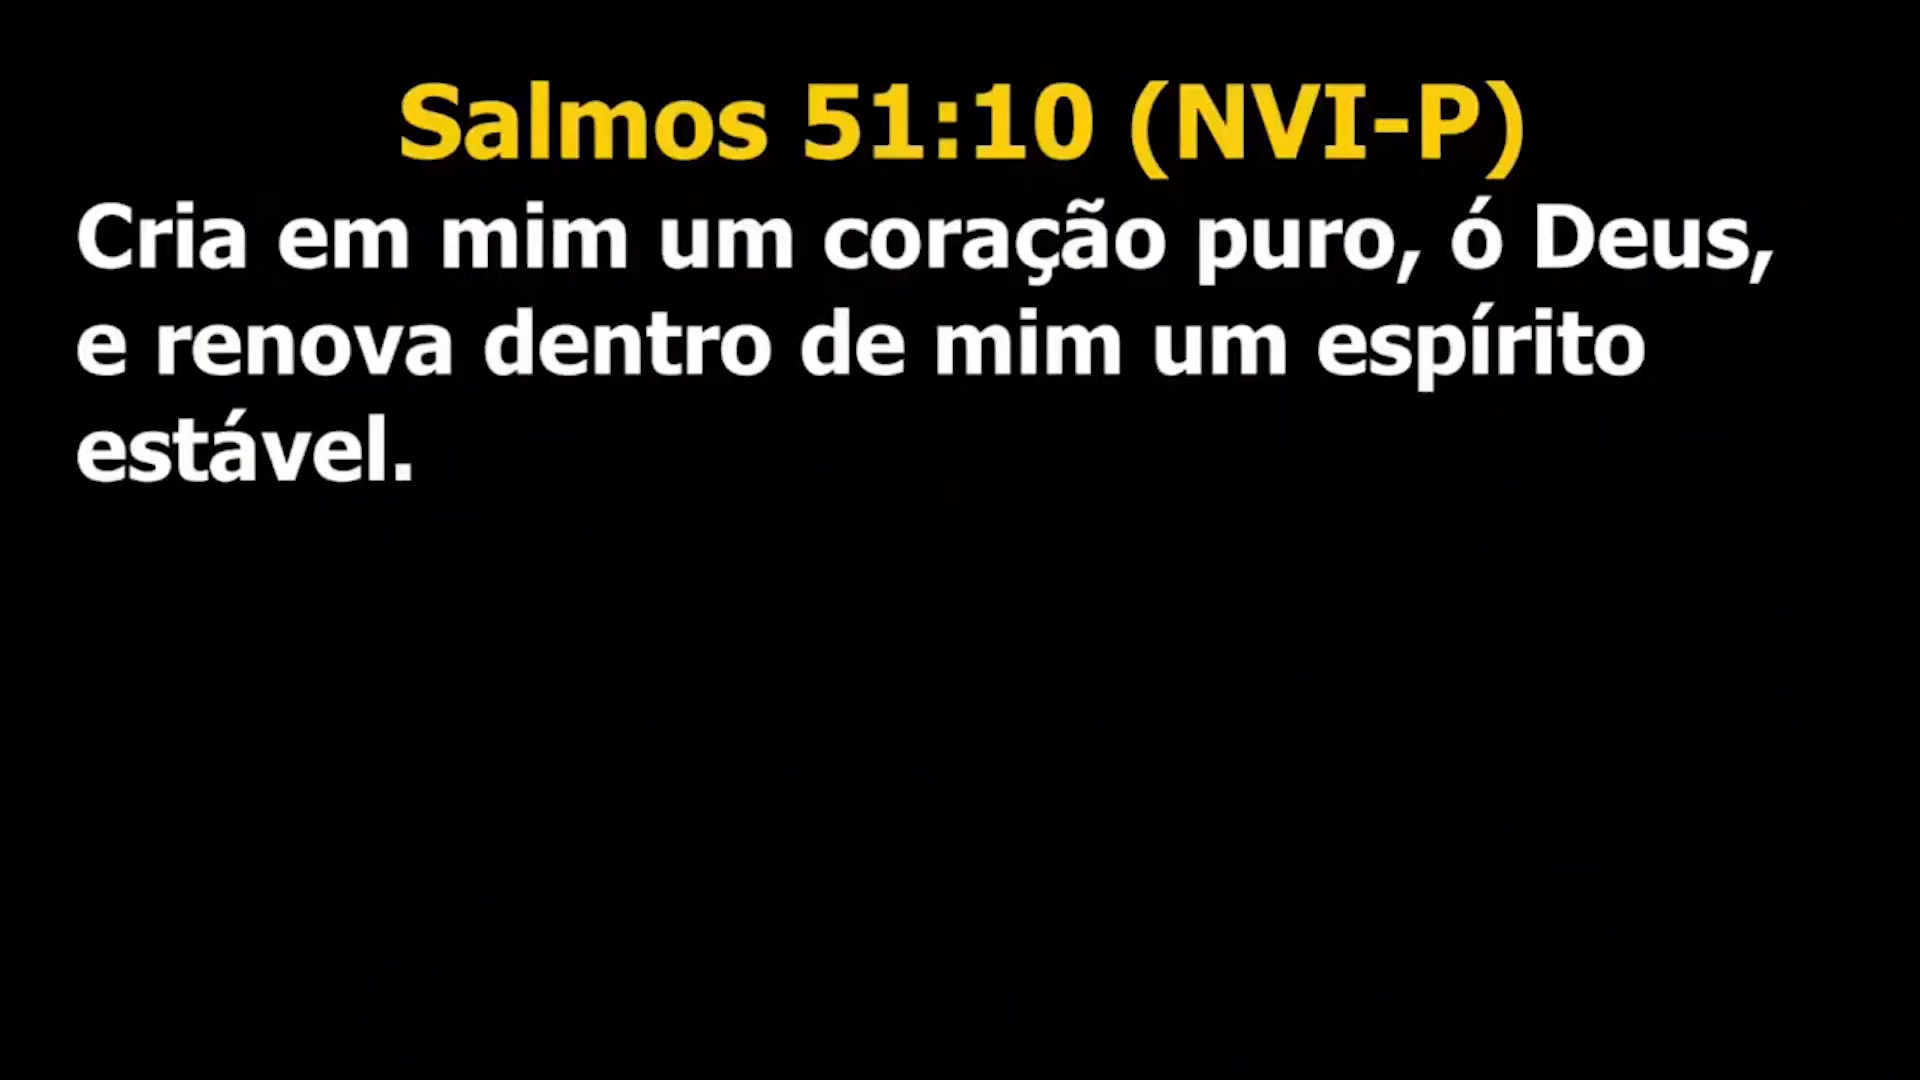 Salmos 51:10 (NVI-P)
Cria em mim um coração puro, ó Deus,
e renova dentro de mim um espírito
estável.